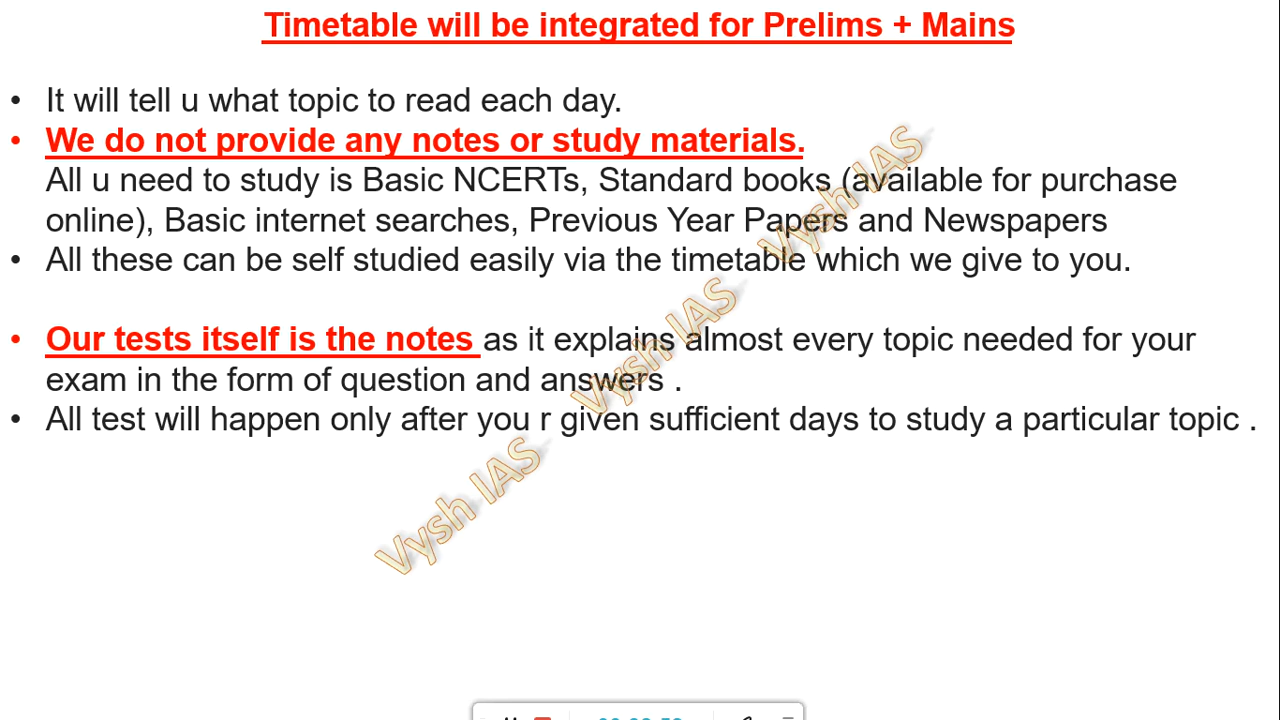 Timetable will be integrated for Prelims + Mains
• It will tell u what topic to read each day.
• We do not provide any notes or study materials.
All u need to study is Basic NCERTs, Standard books (available for purchase
online), Basic internet searches, Previous Year Papers and Newspapers
• All these can be self studied easily via the timetable which we give to you.
• Our tests itself is the notes as it explains almost every topic needed for your
exam in the form of question and answers .
• All test will happen only after you r given sufficient days to study a particular topic .
Vysh IAS
Vysh IAS
Vysh IAS